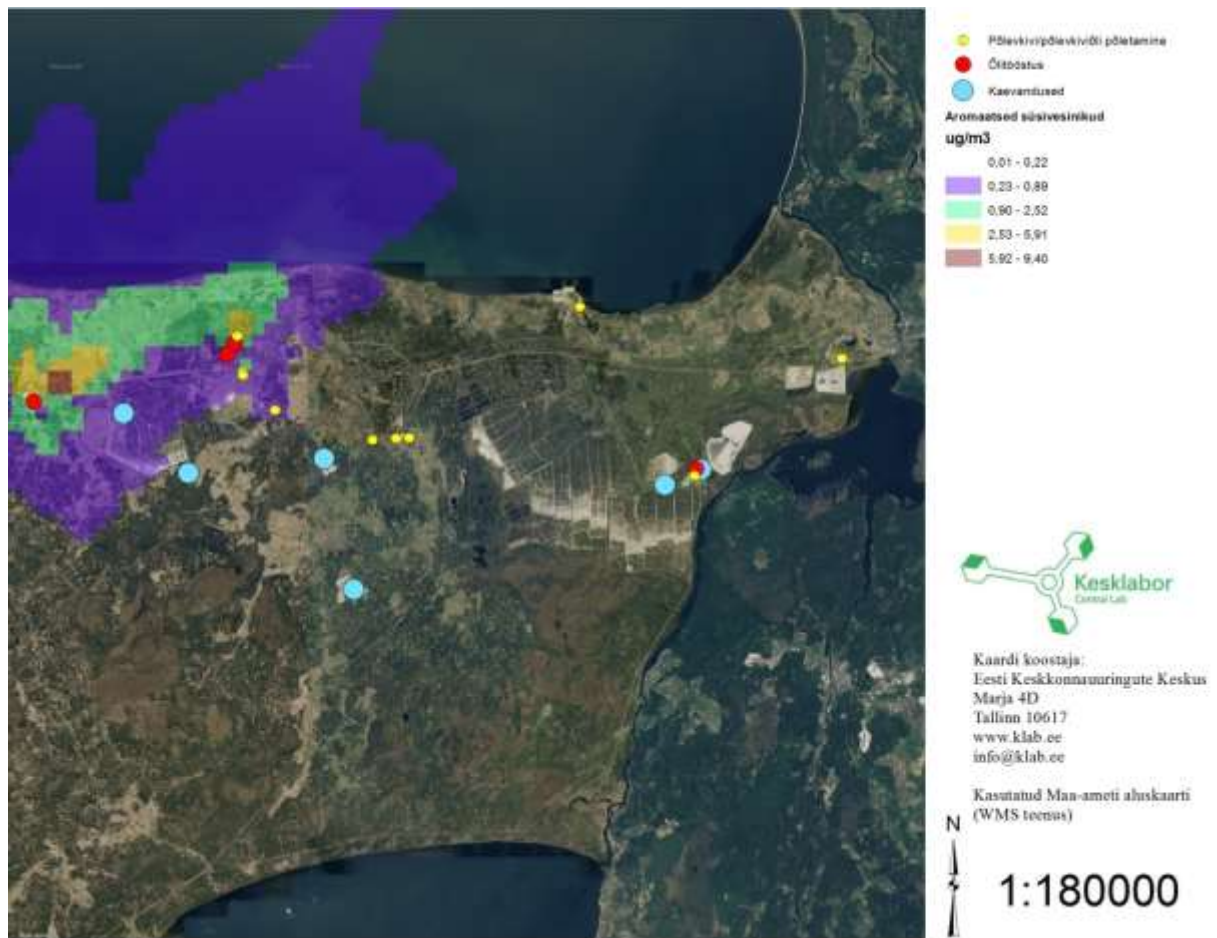 Põlevkivi/põlevkiviõli põletamine
Õlitööstus
Kaevandused
Aromaatsed süsivesinikud
ug/m3
0,01 - 0,22
0,23 - 0,89
0,90 - 2,52
2,53 - 5,91
5,92 - 9,40
Kesklabor
Central Lab
Kaardi koostaja:
Eesti Keskkonnauuringute Keskus
Marja 4D
Tallinn 10617
www.klab.ee
info@klab.ee
Kasutatud Maa-ameti aluskaarti
(WMS teenus)
N
1:180000